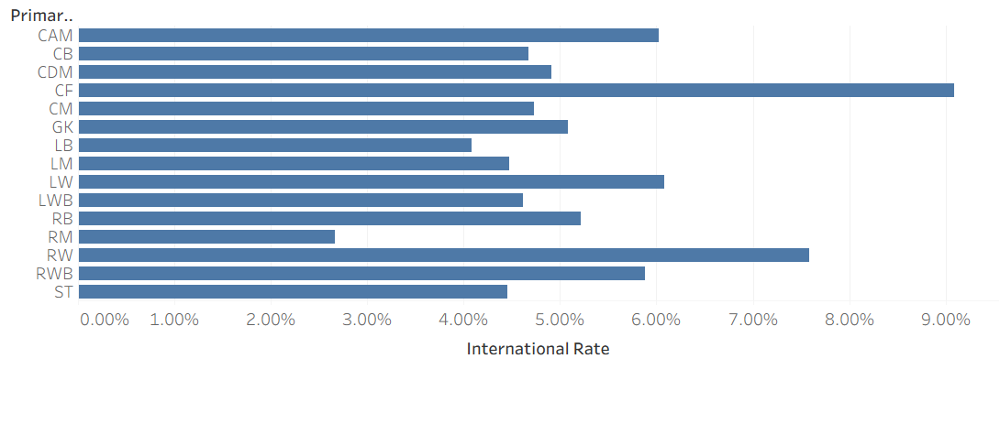 Primar..
CAM
CB
CDM
CF
CM
GK
LB
LM
LW
LWB
RB
RM
RW
RWB
ST
0.00% 1.00% 2.00% 3.00% 4.00% 5.00% 6.00% 7.00% 8.00% 9.00%
International Rate